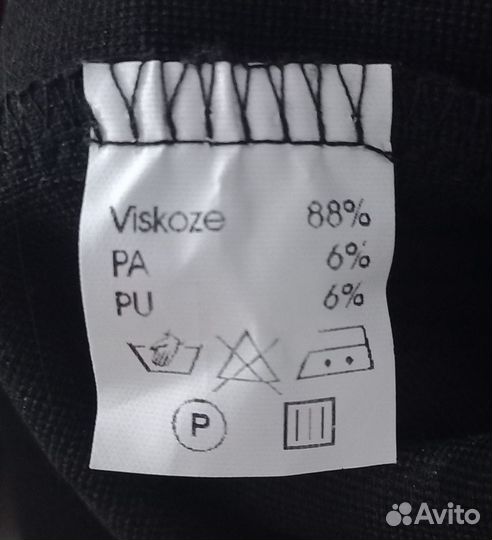 Viskoze 88%
PA 6%
PU 6%
P
Avito